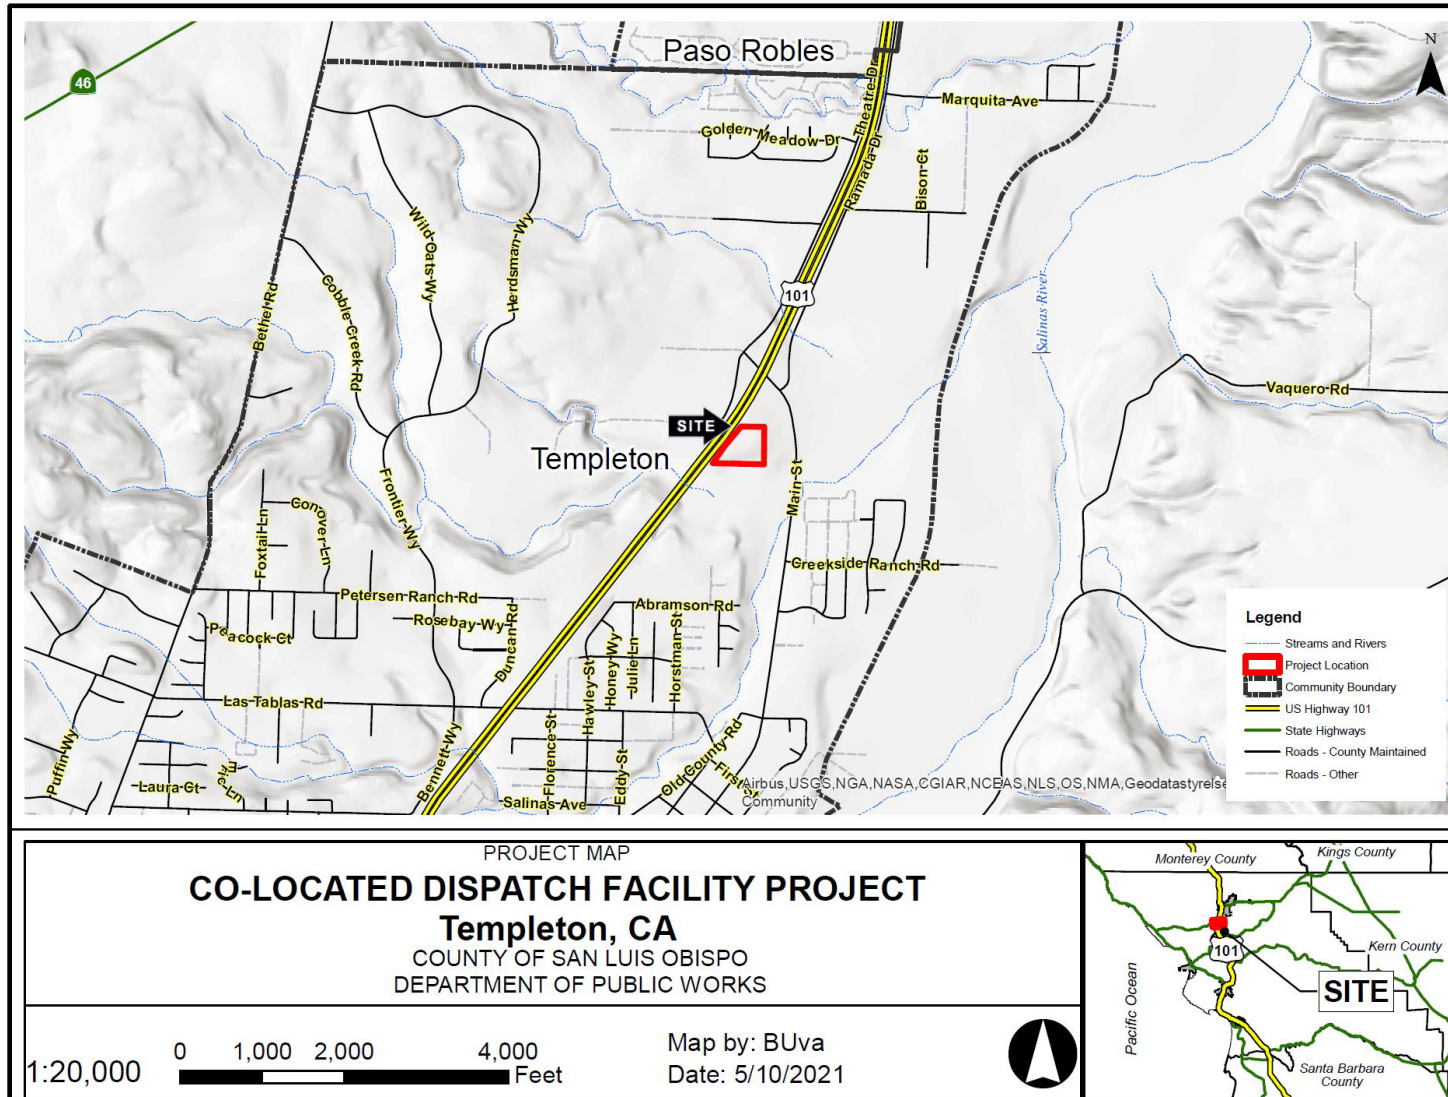 Paso Robles
N
46
Marquita Ave
Theatre Dr
Golden Meadow Dr
Ramada Dr
Bison Ct
Wild Oats Wy
Herdsman Wy
Cobble Creek Rd
Bethel Rd
101
Salinas River
Vaquero Rd
SITE
Templeton
Main St
Frontier Wy
Conover Ln
Foxtail Ln
Creekside Ranch Rd
Petersen Ranch Rd
Abramson Rd
Rosebay Wy
Peacock Ct
Duncan Rd
Honey Wy
Julie Ln
Horstman St
Hawley St
Las Tablas Rd
Puffin Wy
Bennett Wy
Florence St
Eddy St
Old County Rd
First St
Laura Ct
Salinas Ave
Airbus,USGS,NGA,NASA,CGIAR,NCEAS,NLS,OS,NMA,Geodatastyrelse
Community
Legend
Streams and Rivers
Project Location
Community Boundary
US Highway 101
State Highways
Roads - County Maintained
Roads - Other
PROJECT MAP
CO-LOCATED DISPATCH FACILITY PROJECT
Templeton, CA
COUNTY OF SAN LUIS OBISPO
DEPARTMENT OF PUBLIC WORKS
1:20,000
0 1,000 2,000 4,000
Feet
Map by: BUva
Date: 5/10/2021
Monterey County
Kings County
Kern County
101
SITE
Pacific Ocean
Santa Barbara
County